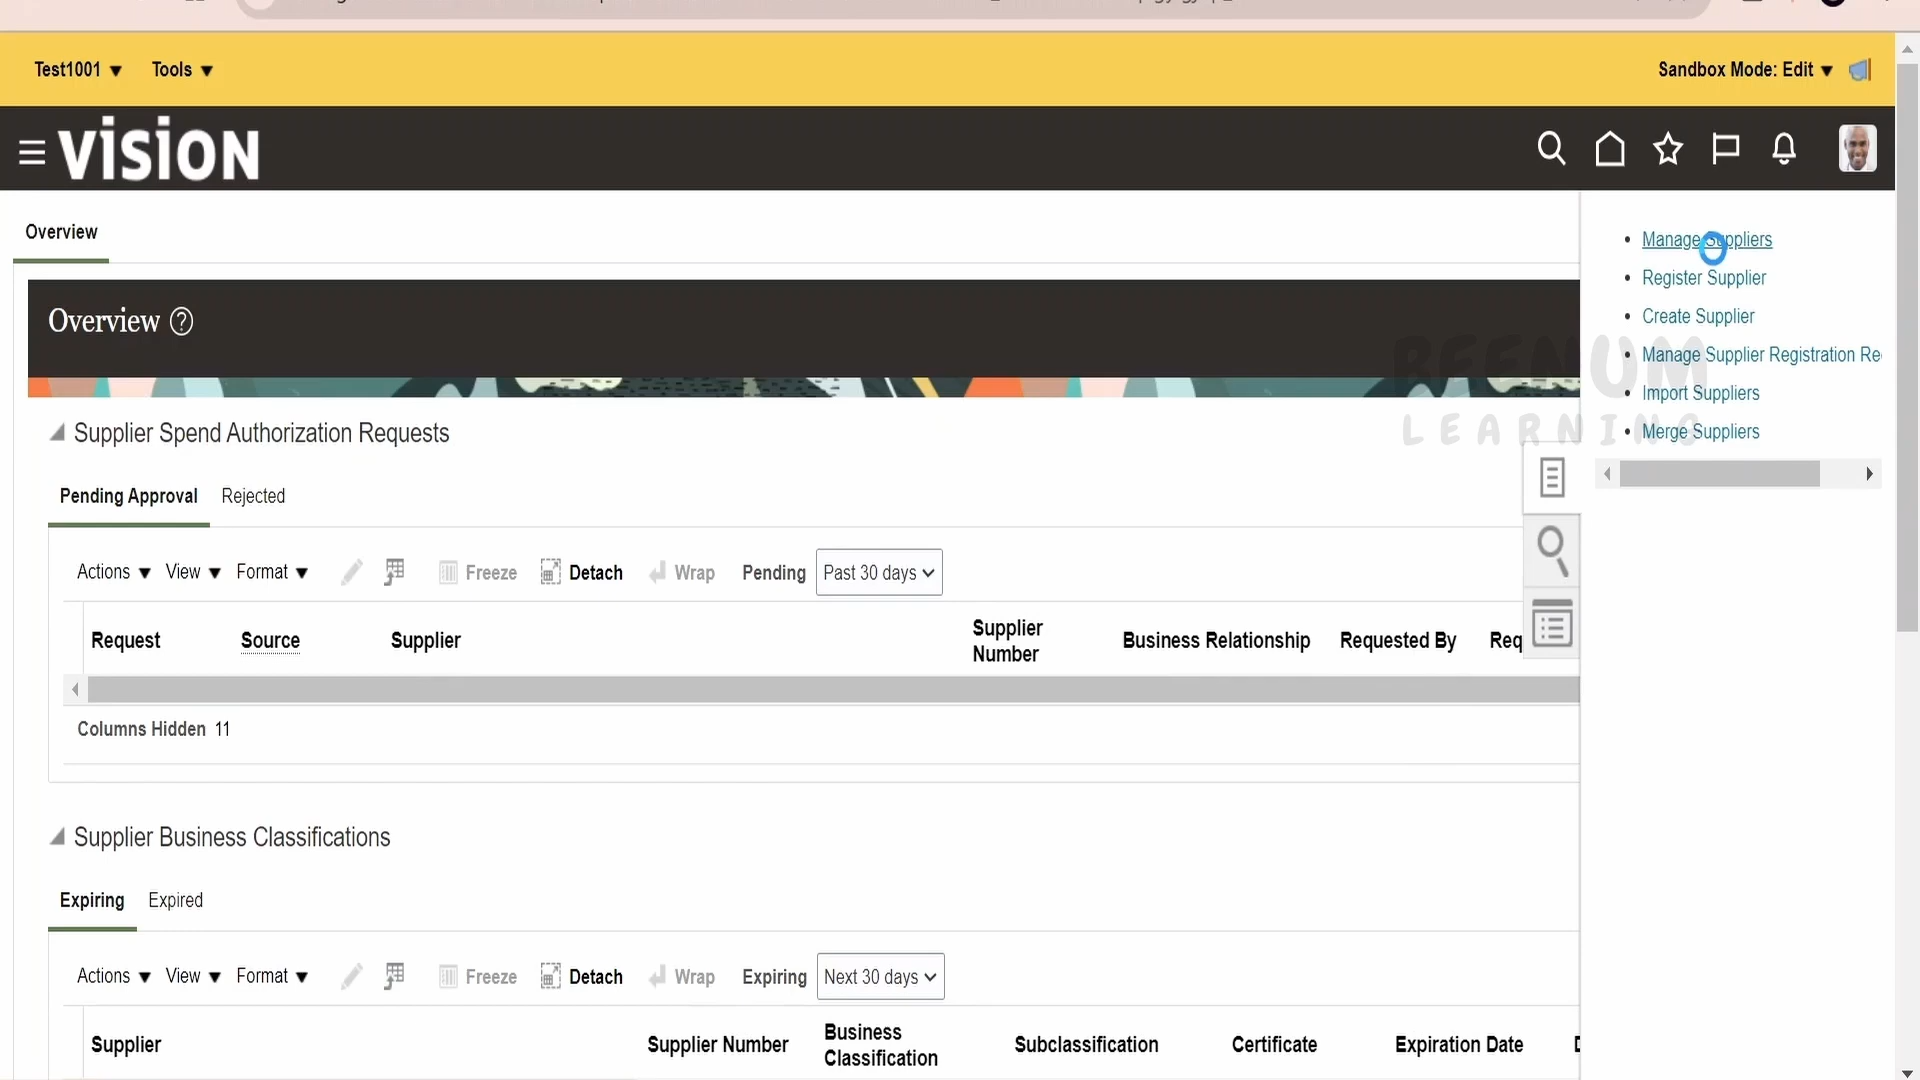 Test1001
Tools
Sandbox Mode: Edit
VISION
Overview
Manage Suppliers
Register Supplier
Create Supplier
Manage Supplier Registration Re
Import Suppliers
Merge Suppliers
Overview ?
BEENUM
LEARNING
Supplier Spend Authorization Requests
Pending Approval Rejected
Actions View Format Freeze Detach Wrap Pending Past 30 days
Request Source Supplier Supplier Number Business Relationship Requested By Req
Columns Hidden 11
Supplier Business Classifications
Expiring Expired
Actions View Format Freeze Detach Wrap Expiring Next 30 days
Supplier Supplier Number Business Classification Subclassification Certificate Expiration Date